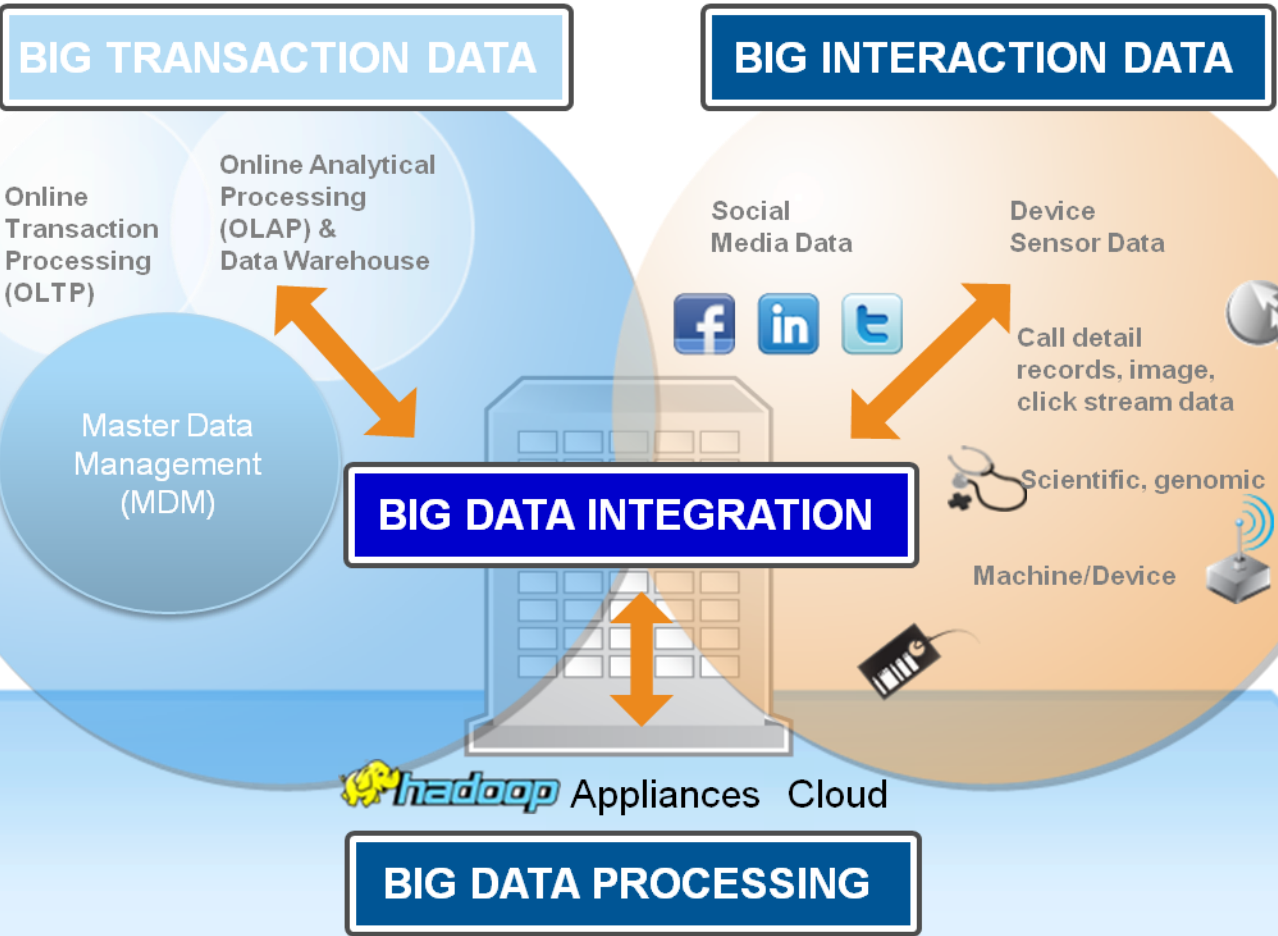 BIG TRANSACTION DATA
BIG INTERACTION DATA
Online
Transaction
Processing
(OLTP)
Online Analytical
Processing
(OLAP) &
Data Warehouse
Social
Media Data
Device
Sensor Data
f
in
t
Call detail
records, image,
click stream data
Master Data
Management
(MDM)
Scientific, genomic
BIG DATA INTEGRATION
Machine/Device
hadoop Appliances Cloud
BIG DATA PROCESSING